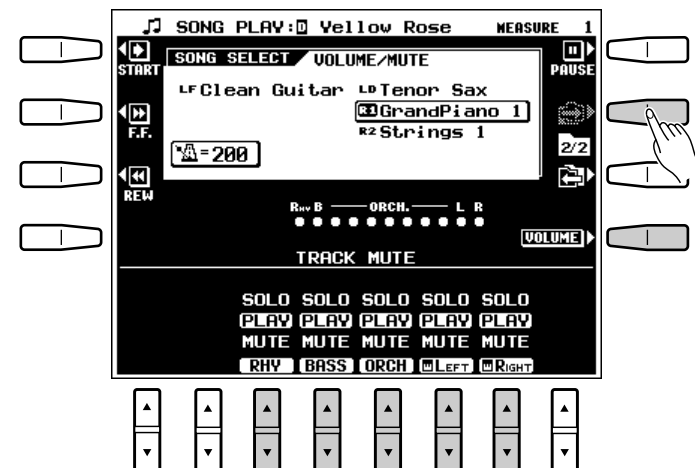 SONG PLAY:D Yellow Rose MEASURE 1
START SONG SELECT VOLUME/MUTE PAUSE
LF Clean Guitar LD Tenor Sax
R1 GrandPiano 1
F.F. R2 Strings 1
=200 2/2
REW
RHY B ORCH. L R
VOLUME
TRACK MUTE
SOLO SOLO SOLO SOLO SOLO
PLAY PLAY PLAY PLAY PLAY
MUTE MUTE MUTE MUTE MUTE
RHY BASS ORCH LEFT RIGHT